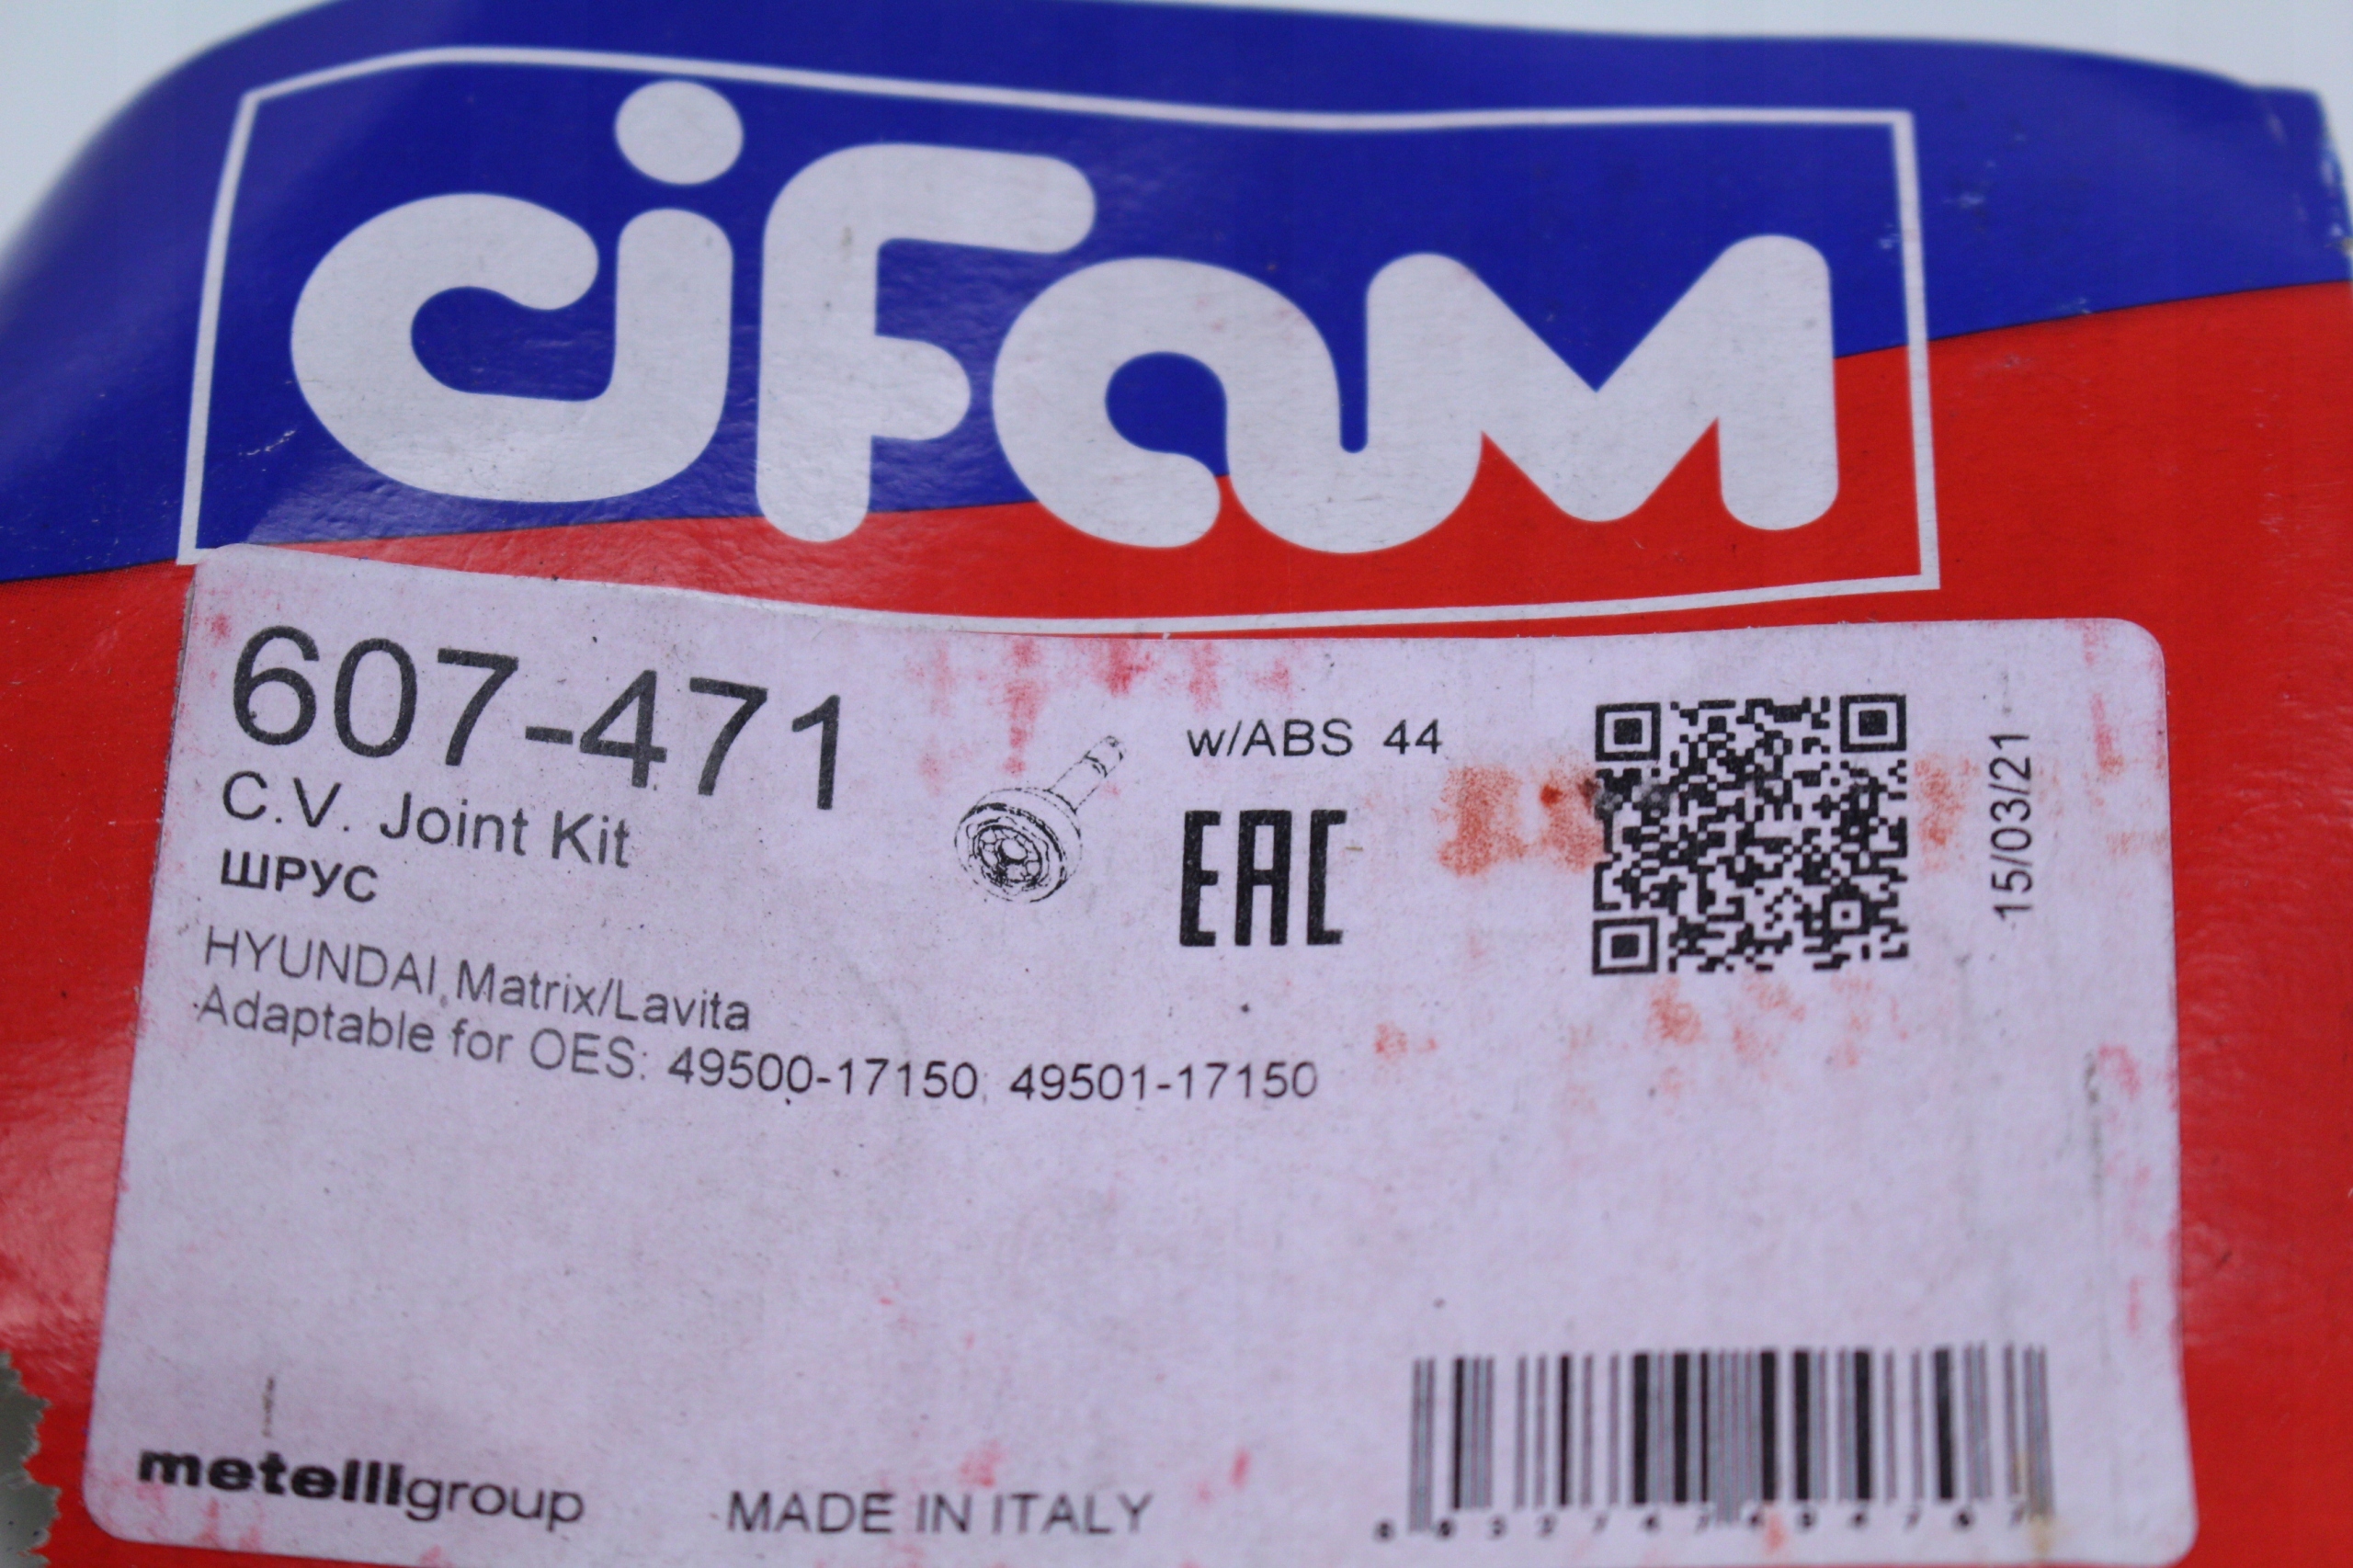 cifam
607-471
C.V. Joint Kit
ШРУС
w/ABS 44
EAC
15/03/21
HYUNDAI Matrix/Lavita
Adaptable for OES: 49500-17150, 49501-17150
metelligroup
MADE IN ITALY